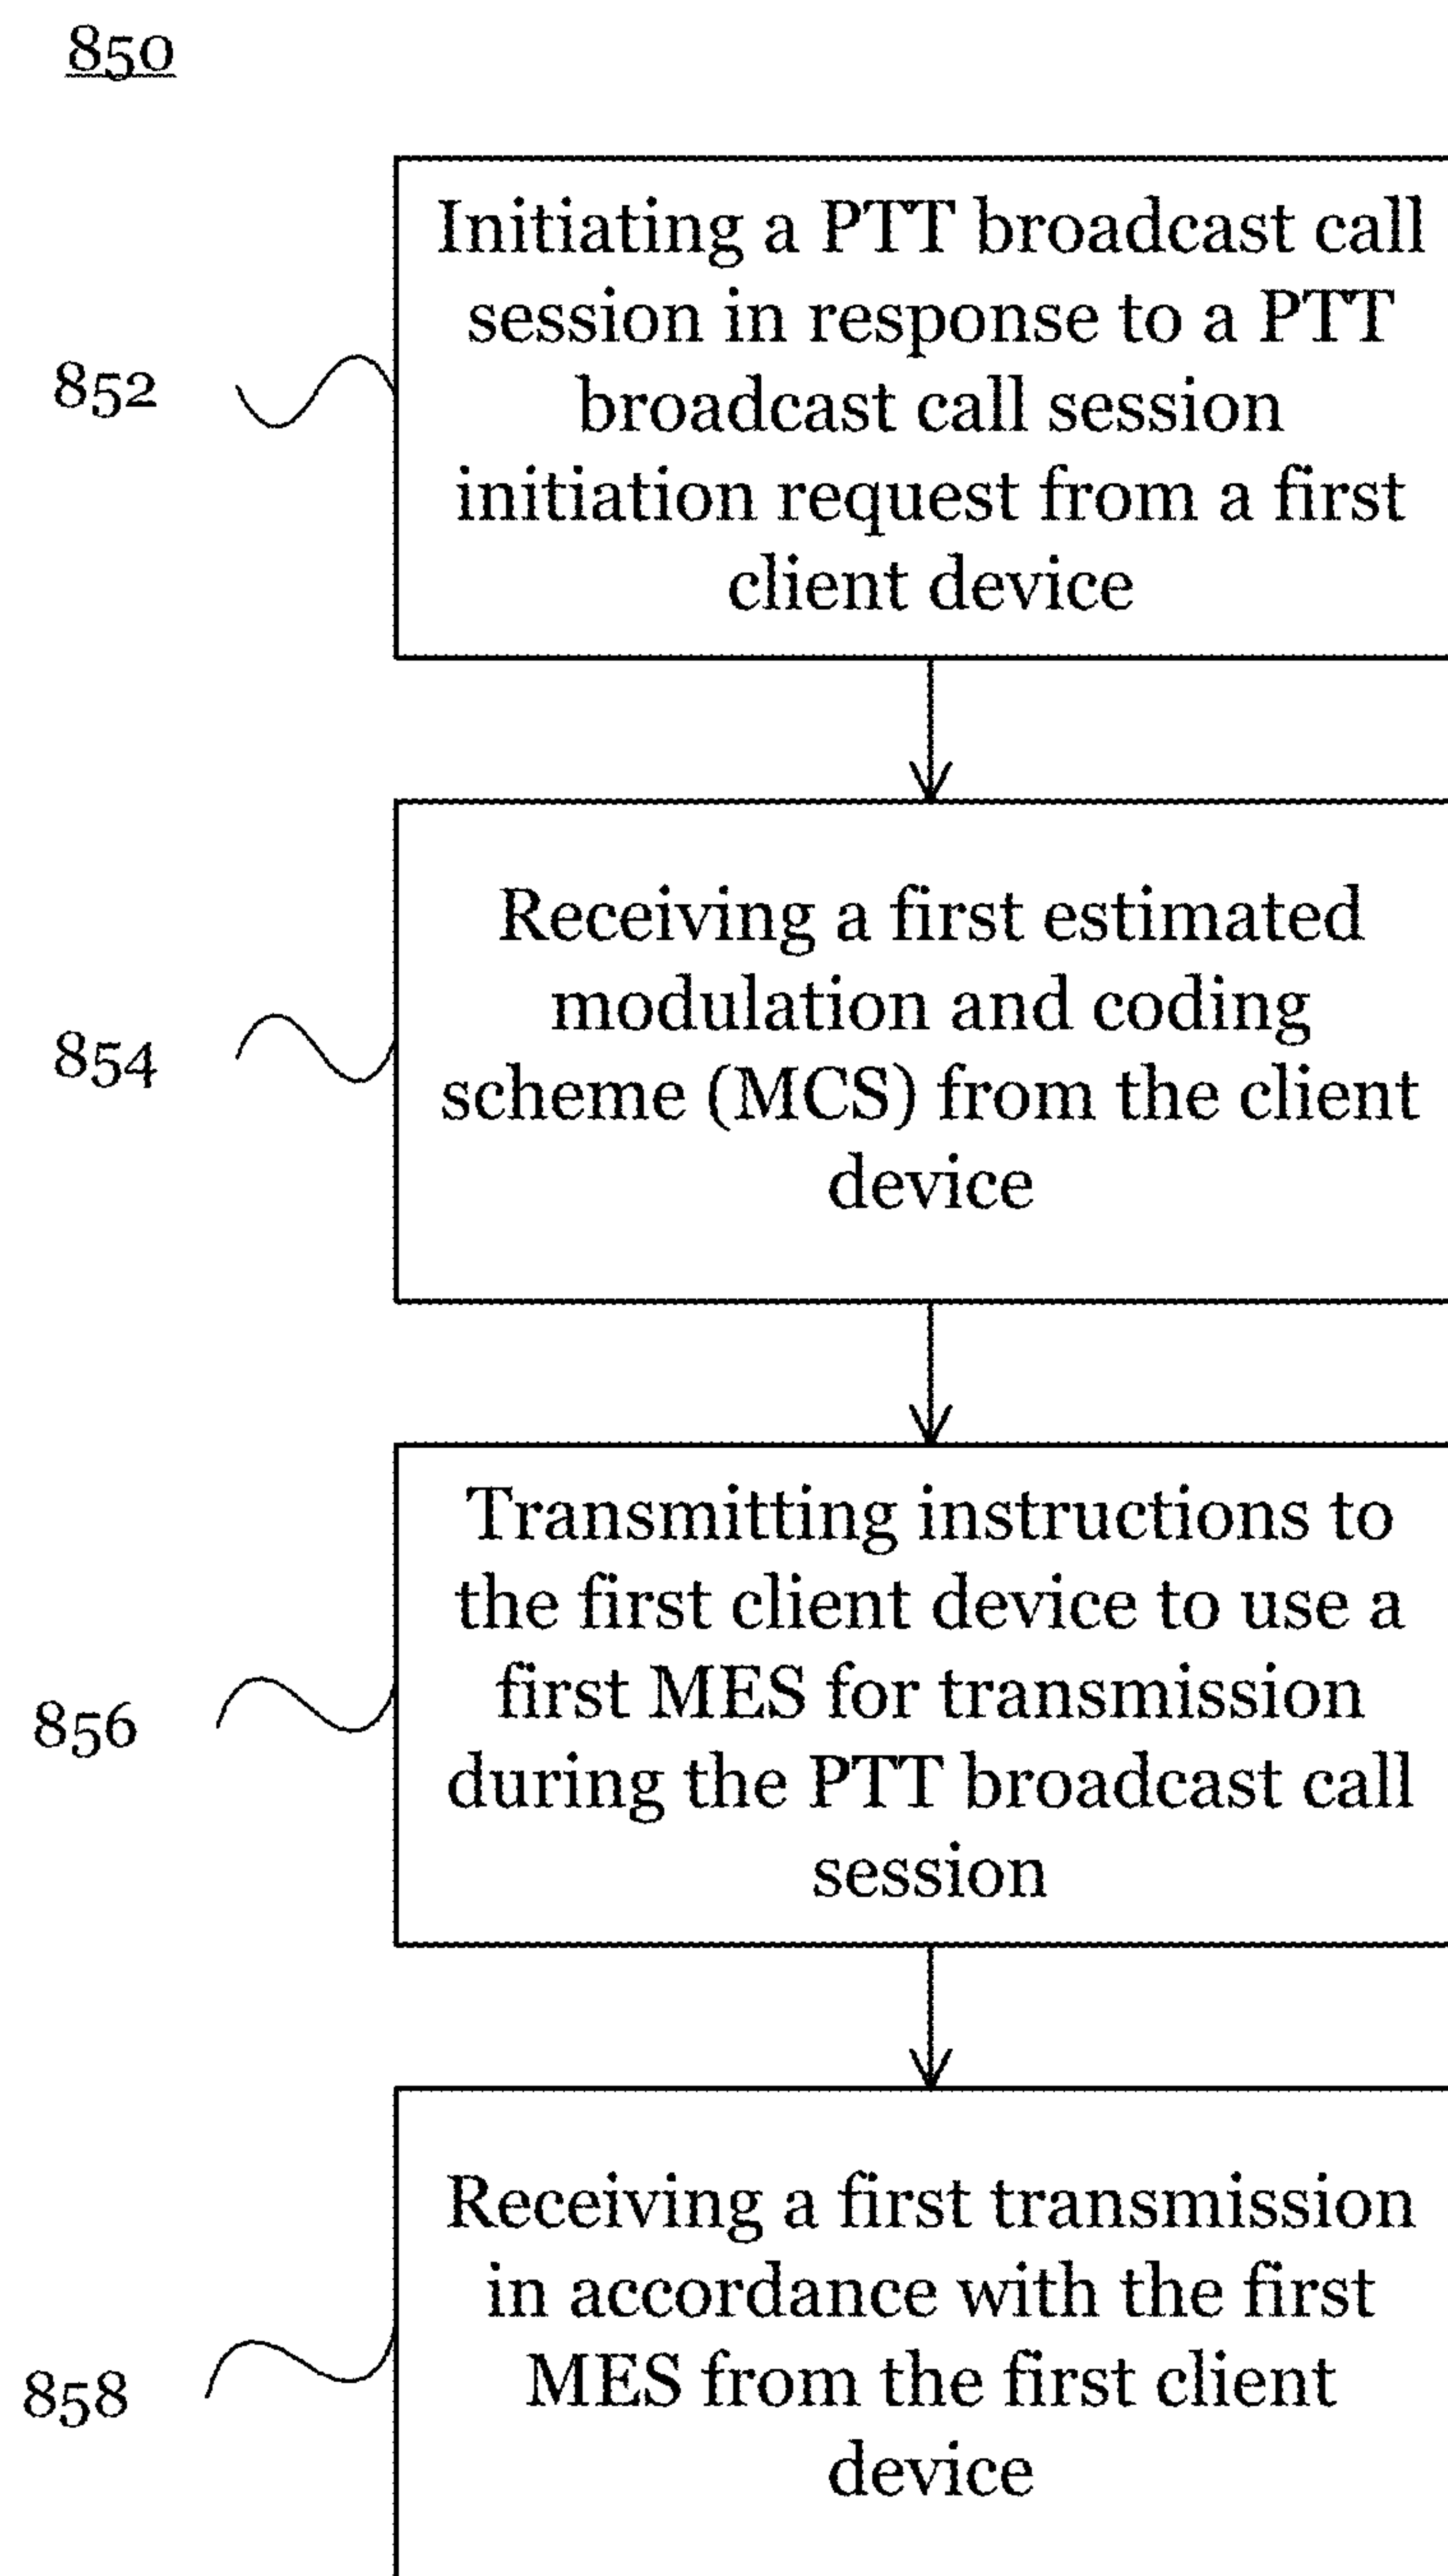 850
Initiating a PTT broadcast call
session in response to a PTT
broadcast call session
initiation request from a first
client device
852
Receiving a first estimated
modulation and coding
scheme (MCS) from the client
device
854
Transmitting instructions to
the first client device to use a
first MES for transmission
during the PTT broadcast call
session
856
Receiving a first transmission
in accordance with the first
MES from the first client
device
858